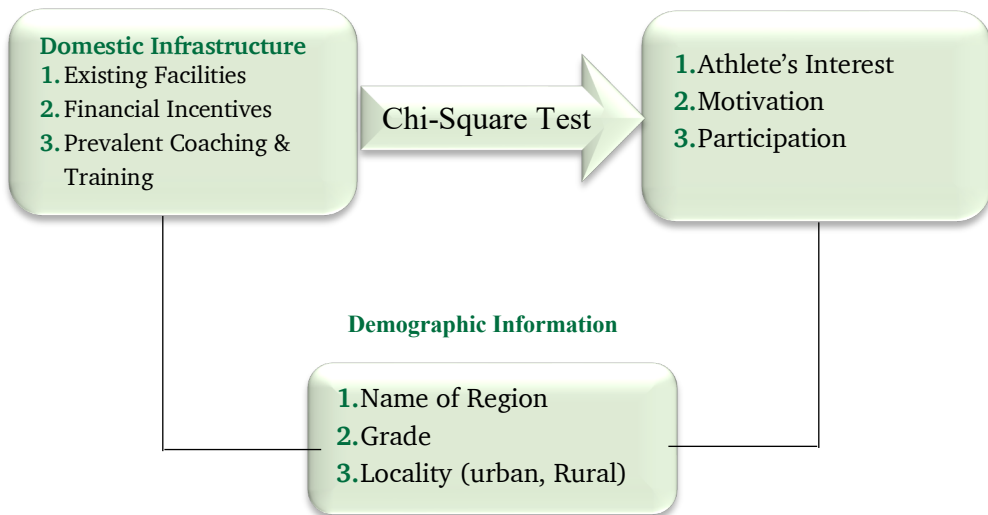 Domestic Infrastructure
1. Existing Facilities
2. Financial Incentives
3. Prevalent Coaching &
Training
Chi-Square Test
1. Athlete's Interest
2. Motivation
3. Participation
Demographic Information
1. Name of Region
2. Grade
3. Locality (urban, Rural)